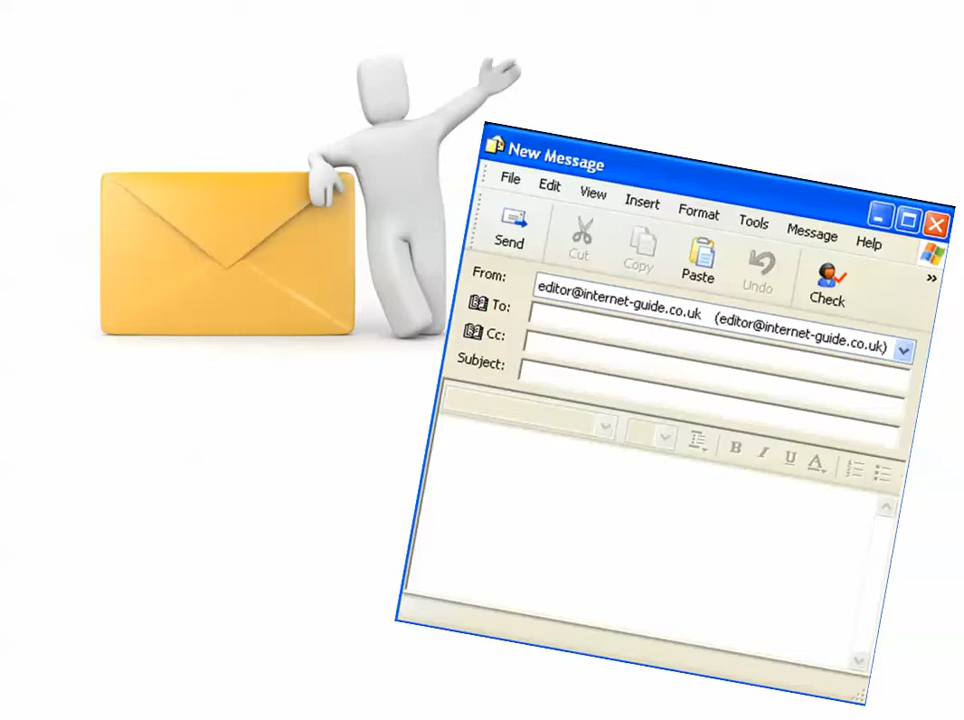 New Message
File Edit View Insert Format Tools Message Help
Send Cut Copy Paste Undo Check »
From: editor@internet-guide.co.uk (editor@internet-guide.co.uk)
To:
Cc:
Subject:
B I U A